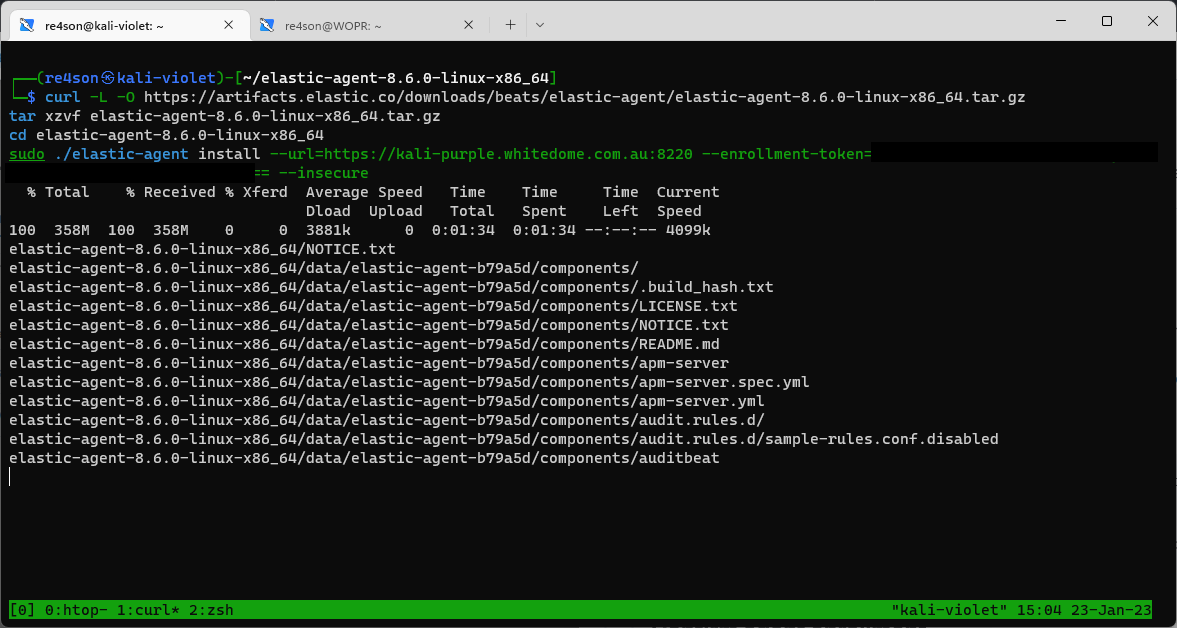 re4son@kali-violet: ~
re4son@WOPR: ~
(re4son㉿kali-violet)-[~/elastic-agent-8.6.0-linux-x86_64]
$ curl -L -O https://artifacts.elastic.co/downloads/beats/elastic-agent/elastic-agent-8.6.0-linux-x86_64.tar.gz
tar xzvf elastic-agent-8.6.0-linux-x86_64.tar.gz
cd elastic-agent-8.6.0-linux-x86_64
sudo ./elastic-agent install --url=https://kali-purple.whitedome.com.au:8220 --enrollment-token=
== --insecure
% Total % Received % Xferd Average Speed Time Time Time Current
Dload Upload Total Spent Left Speed
100 358M 100 358M 0 0 3881k 0 0:01:34 0:01:34 --:--:-- 4099k
elastic-agent-8.6.0-linux-x86_64/NOTICE.txt
elastic-agent-8.6.0-linux-x86_64/data/elastic-agent-b79a5d/components/
elastic-agent-8.6.0-linux-x86_64/data/elastic-agent-b79a5d/components/.build_hash.txt
elastic-agent-8.6.0-linux-x86_64/data/elastic-agent-b79a5d/components/LICENSE.txt
elastic-agent-8.6.0-linux-x86_64/data/elastic-agent-b79a5d/components/NOTICE.txt
elastic-agent-8.6.0-linux-x86_64/data/elastic-agent-b79a5d/components/README.md
elastic-agent-8.6.0-linux-x86_64/data/elastic-agent-b79a5d/components/apm-server
elastic-agent-8.6.0-linux-x86_64/data/elastic-agent-b79a5d/components/apm-server.spec.yml
elastic-agent-8.6.0-linux-x86_64/data/elastic-agent-b79a5d/components/apm-server.yml
elastic-agent-8.6.0-linux-x86_64/data/elastic-agent-b79a5d/components/audit.rules.d/
elastic-agent-8.6.0-linux-x86_64/data/elastic-agent-b79a5d/components/audit.rules.d/sample-rules.conf.disabled
elastic-agent-8.6.0-linux-x86_64/data/elastic-agent-b79a5d/components/auditbeat
[0] 0:htop- 1:curl* 2:zsh "kali-violet" 15:04 23-Jan-23